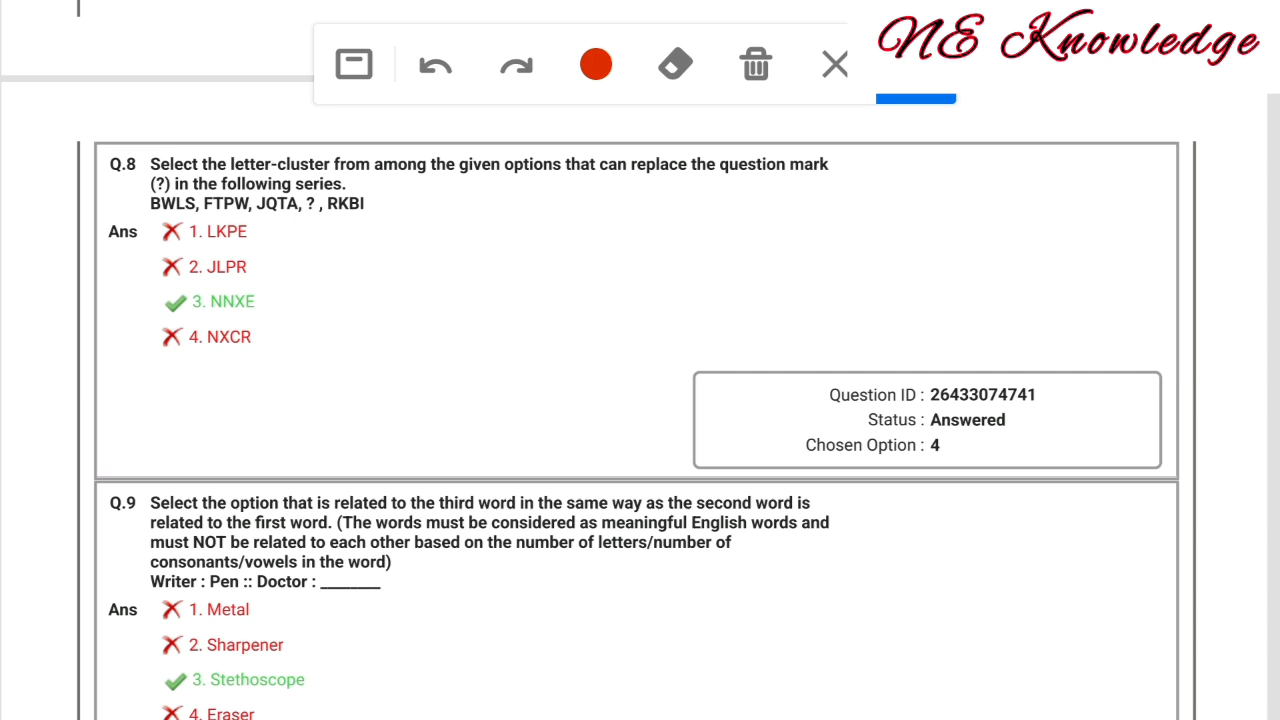 NE Knowledge
Q.8 Select the letter-cluster from among the given options that can replace the question mark
(?) in the following series.
BWLS, FTPW, JQTA, ? , RKBI
Ans 1. LKPE
2. JLPR
3. NNXE
4. NXCR
Question ID : 26433074741
Status : Answered
Chosen Option : 4
Q.9 Select the option that is related to the third word in the same way as the second word is
related to the first word. (The words must be considered as meaningful English words and
must NOT be related to each other based on the number of letters/number of
consonants/vowels in the word)
Writer : Pen :: Doctor : _______
Ans 1. Metal
2. Sharpener
3. Stethoscope
4. Eraser